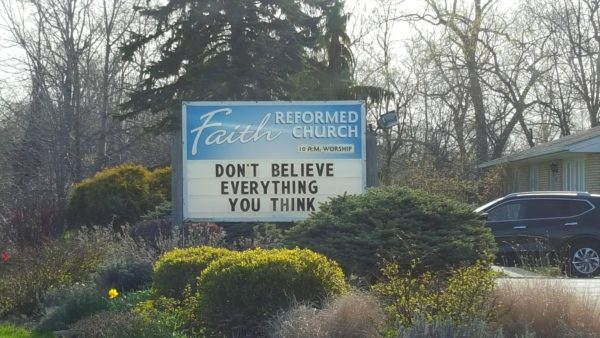 Faith REFORMED
CHURCH
10 A.M. WORSHIP
DON'T BELIEVE
EVERYTHING
YOU THINK